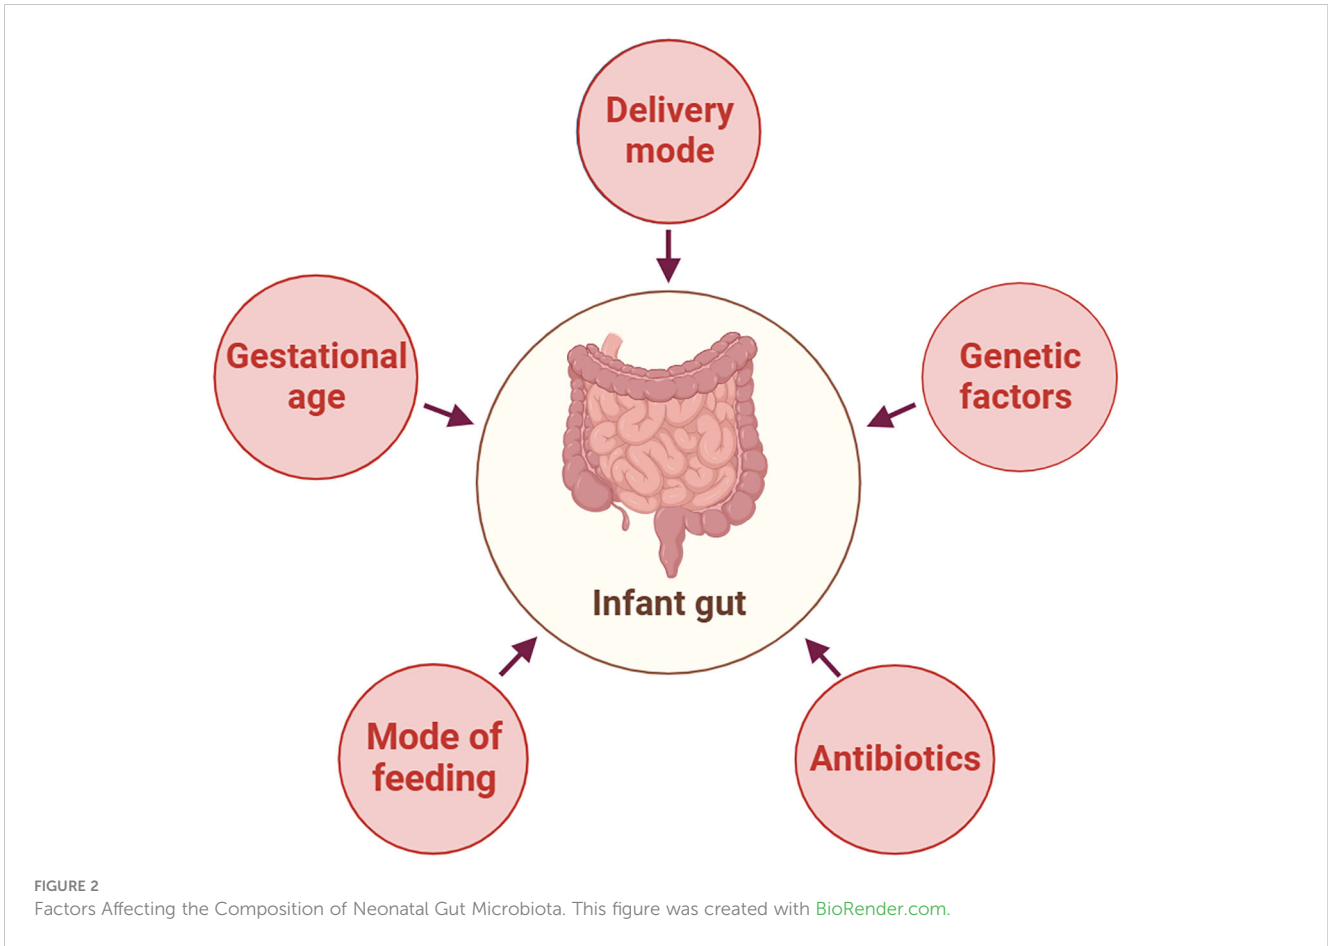 Delivery
mode
Gestational
age
Genetic
factors
Infant gut
Mode of
feeding
Antibiotics
FIGURE 2
Factors Affecting the Composition of Neonatal Gut Microbiota. This figure was created with BioRender.com.